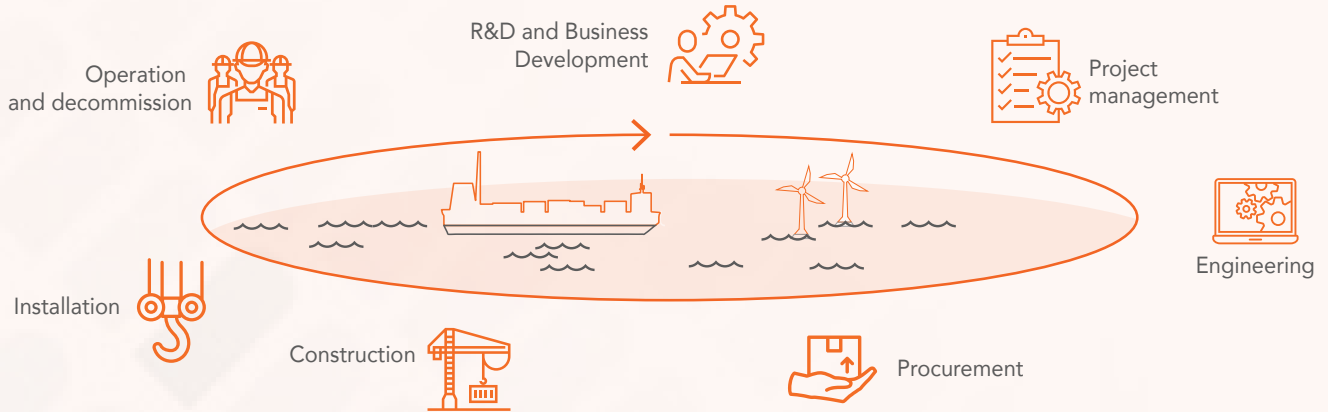 R&D and Business
Development
Project
management
Engineering
Procurement
Construction
Installation
Operation
and decommission